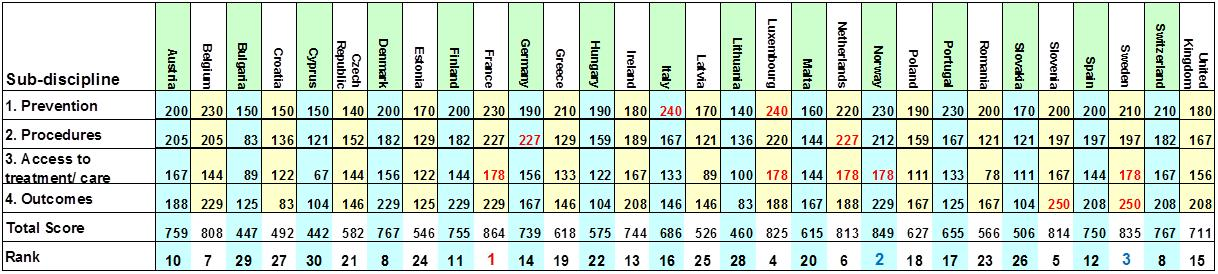 Sub-discipline Austria Belgium Bulgaria Croatia Cyprus Czech Republic Denmark Estonia Finland France Germany Greece Hungary Ireland Italy Latvia Lithuania Luxembourg Malta Netherlands Norway Poland Portugal Romania Slovakia Slovenia Spain Sweden Switzerland United Kingdom
1. Prevention 200 230 150 150 150 140 200 170 200 230 190 210 190 180 240 170 140 240 160 220 230 190 230 200 170 200 200 210 210 180
2. Procedures 205 205 83 136 121 152 182 129 182 227 227 129 159 189 167 121 136 220 144 227 212 159 167 121 121 197 197 197 182 167
3. Access to
treatment/ care 167 144 89 122 67 144 156 122 144 178 156 133 122 167 133 89 100 178 144 178 178 111 133 78 111 167 144 178 167 156
4. Outcomes 188 229 125 83 104 146 229 125 229 229 167 146 104 208 146 146 83 188 167 188 229 167 125 167 104 250 208 250 208 208
Total Score 759 808 447 492 442 582 767 546 755 864 739 618 575 744 686 526 460 825 615 813 849 627 655 566 506 814 750 835 767 711
Rank 10 7 29 27 30 21 8 24 11 1 14 19 22 13 16 25 28 4 20 6 2 18 17 23 26 5 12 3 8 15